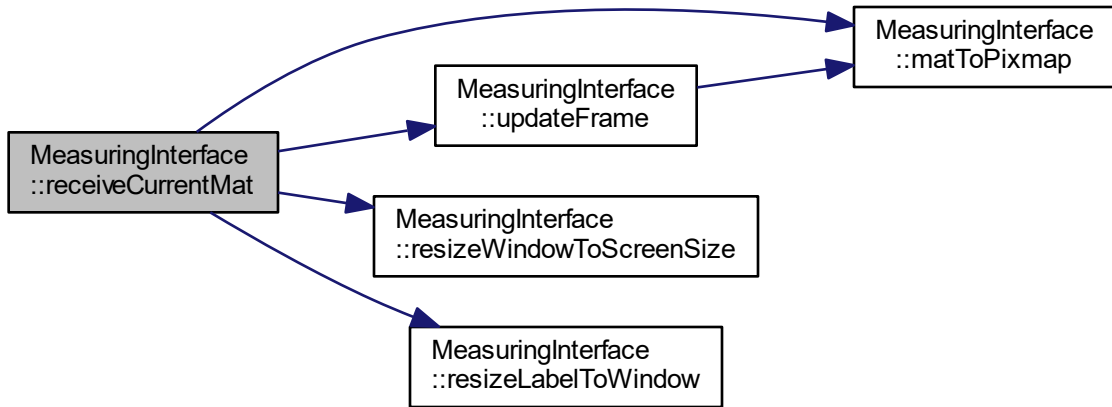 MeasuringInterface
::receiveCurrentMat
MeasuringInterface
::matToPixmap
MeasuringInterface
::updateFrame
MeasuringInterface
::resizeWindowToScreenSize
MeasuringInterface
::resizeLabelToWindow